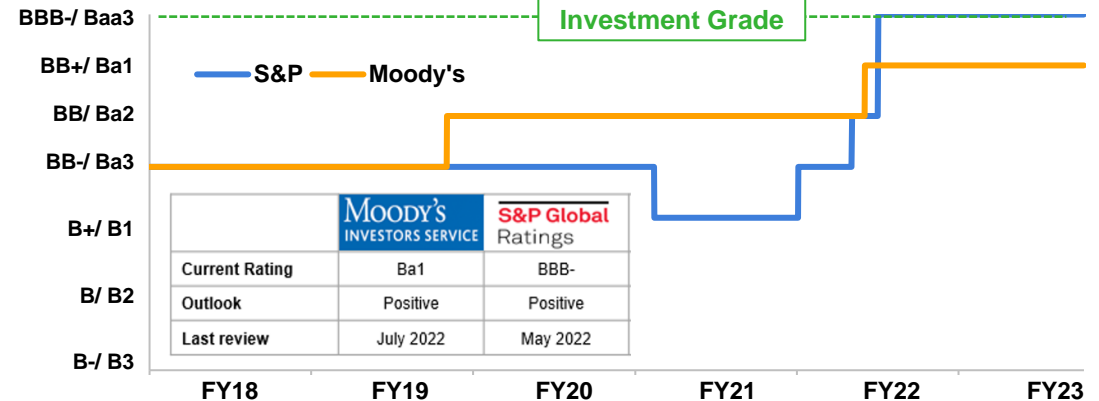 BBB-/ Baa3
Investment Grade
BB+/ Ba1
S&P
Moody's
BB/ Ba2
BB-/ Ba3
B+/ B1
B/ B2
B-/ B3
MOODY'S
INVESTORS SERVICE
S&P Global
Ratings
Current Rating Ba1 BBB-
Outlook Positive Positive
Last review July 2022 May 2022
FY18 FY19 FY20 FY21 FY22 FY23